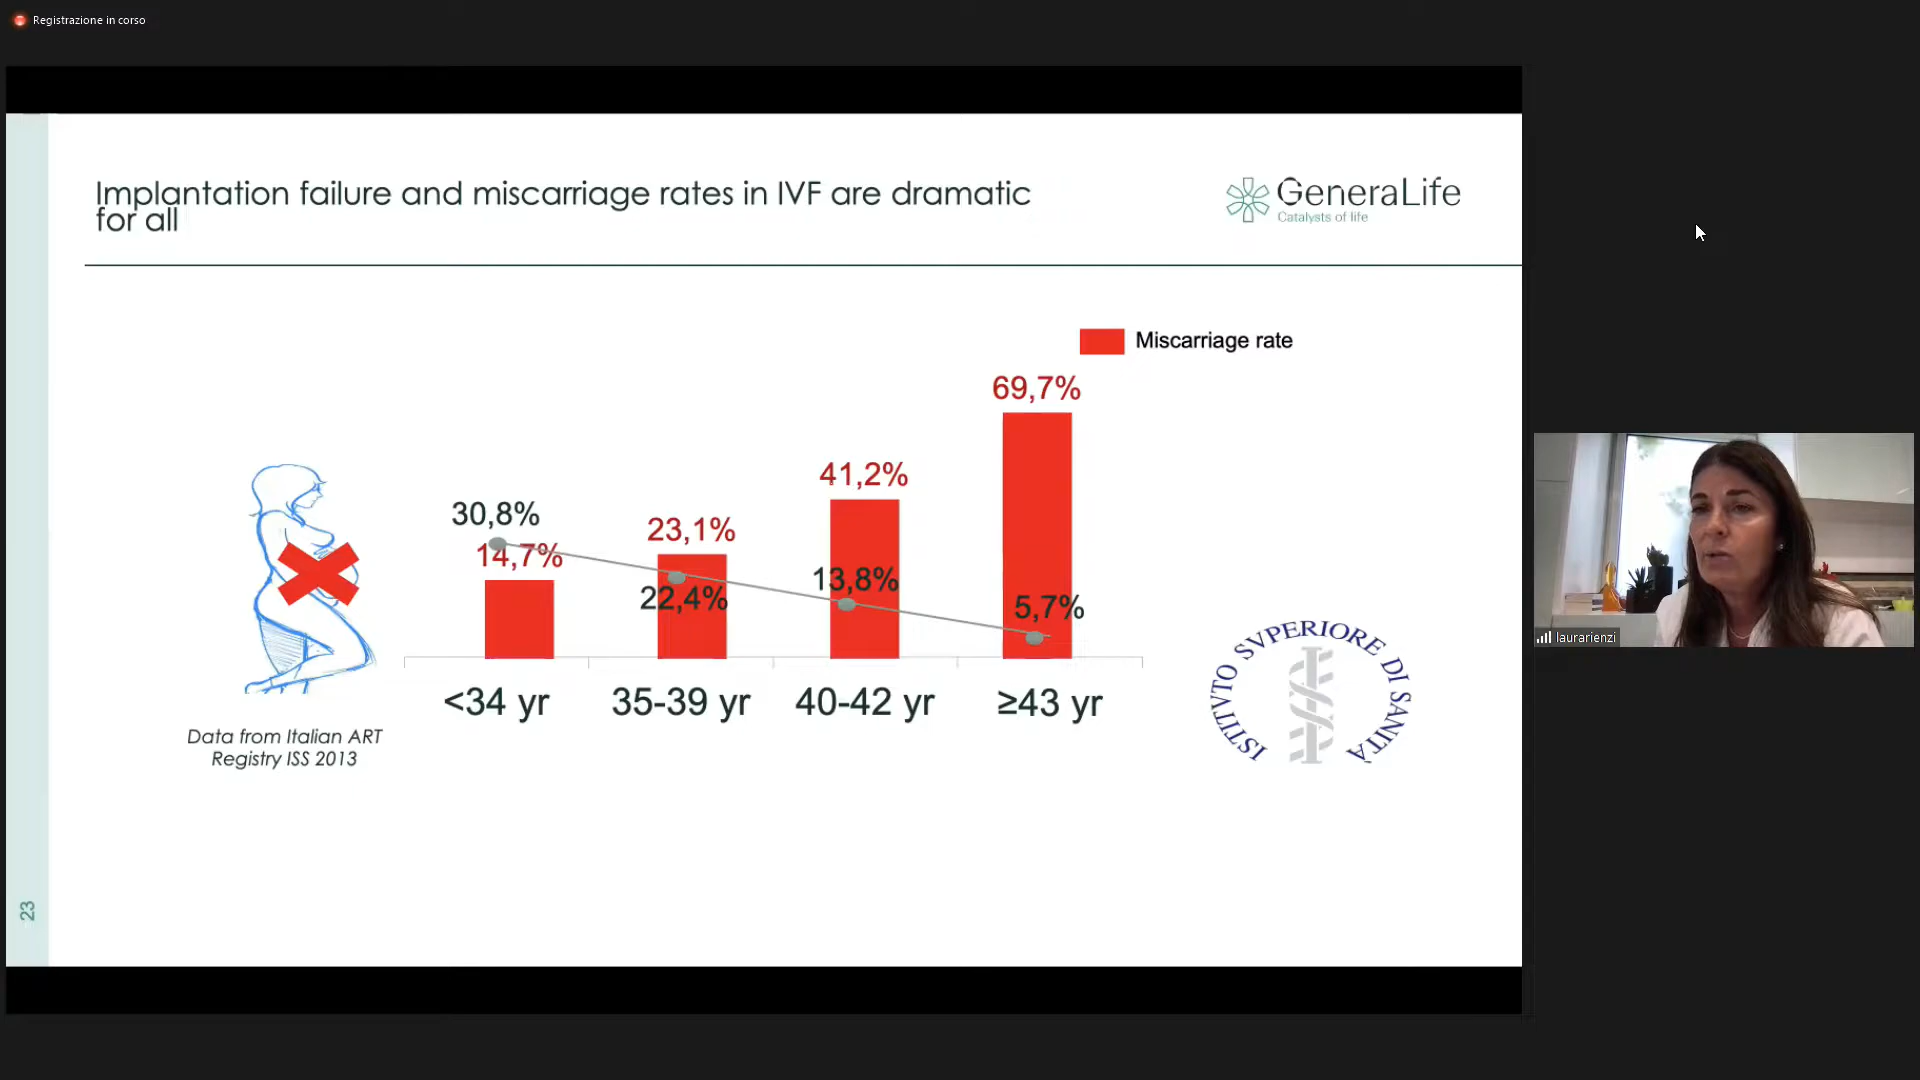 Registrazione in corso
Implantation failure and miscarriage rates in IVF are dramatic
for all
GeneraLife
Catalysts of life
Miscarriage rate
69,7%
41,2%
30,8%
23,1%
14,7%
22,4%
13,8%
5,7%
<34 yr
35-39 yr
40-42 yr
≥43 yr
Data from Italian ART
Registry ISS 2013
ISTITVTO SVPERIORE DI SANITÀ
laurarienzi
23